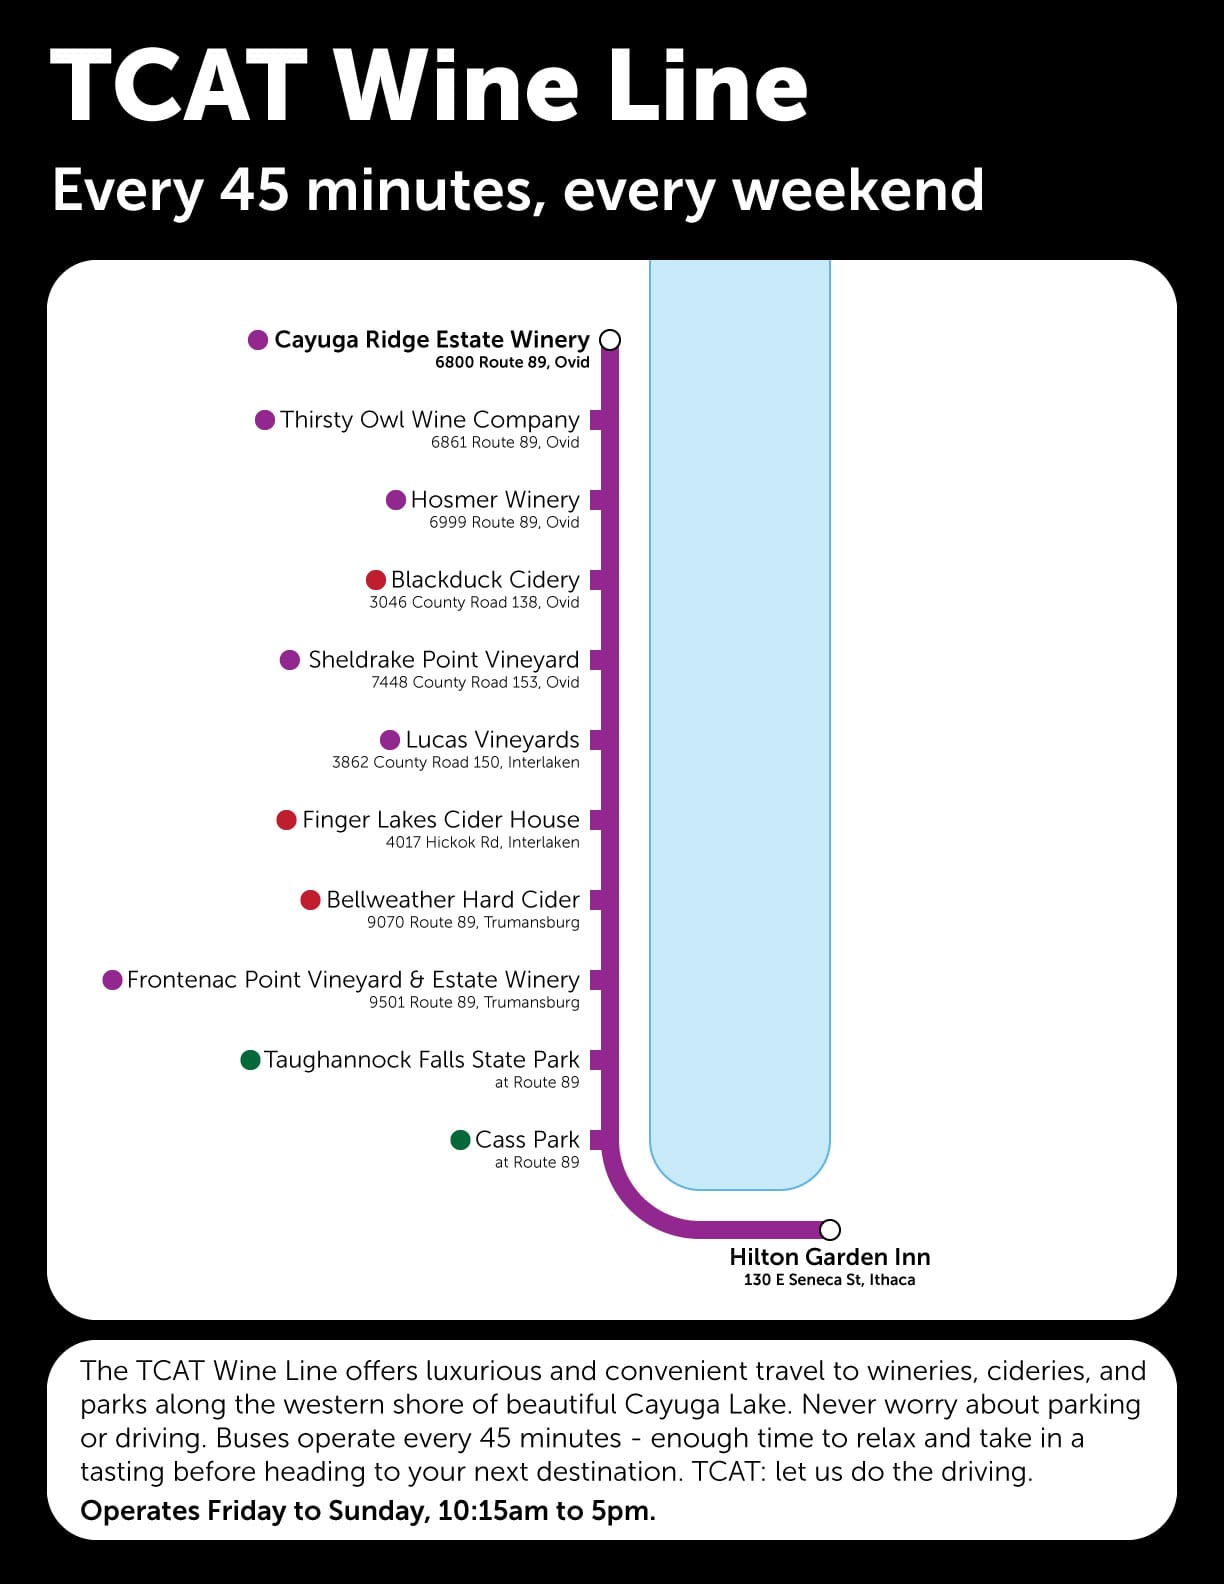 TCAT Wine Line
Every 45 minutes, every weekend
Cayuga Ridge Estate Winery
6800 Route 89, Ovid
Thirsty Owl Wine Company
6861 Route 89, Ovid
Hosmer Winery
6999 Route 89, Ovid
Blackduck Cidery
3046 County Road 138, Ovid
Sheldrake Point Vineyard
7448 County Road 153, Ovid
Lucas Vineyards
3862 County Road 150, Interlaken
Finger Lakes Cider House
4017 Hickok Rd, Interlaken
Bellweather Hard Cider
9070 Route 89, Trumansburg
Frontenac Point Vineyard & Estate Winery
9501 Route 89, Trumansburg
Taughannock Falls State Park
at Route 89
Cass Park
at Route 89
Hilton Garden Inn
130 E Seneca St, Ithaca
The TCAT Wine Line offers luxurious and convenient travel to wineries, cideries, and
parks along the western shore of beautiful Cayuga Lake. Never worry about parking
or driving. Buses operate every 45 minutes - enough time to relax and take in a
tasting before heading to your next destination. TCAT: let us do the driving.
Operates Friday to Sunday, 10:15am to 5pm.